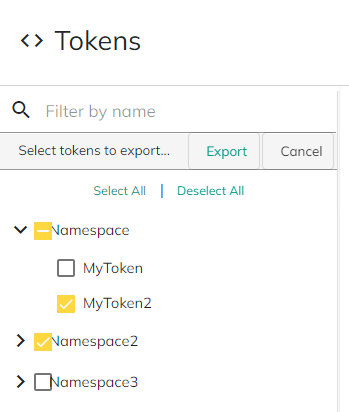 Tokens
Filter by name
Select tokens to export... Export Cancel
Select All | Deselect All
Namespace
MyToken
MyToken2
Namespace2
Namespace3